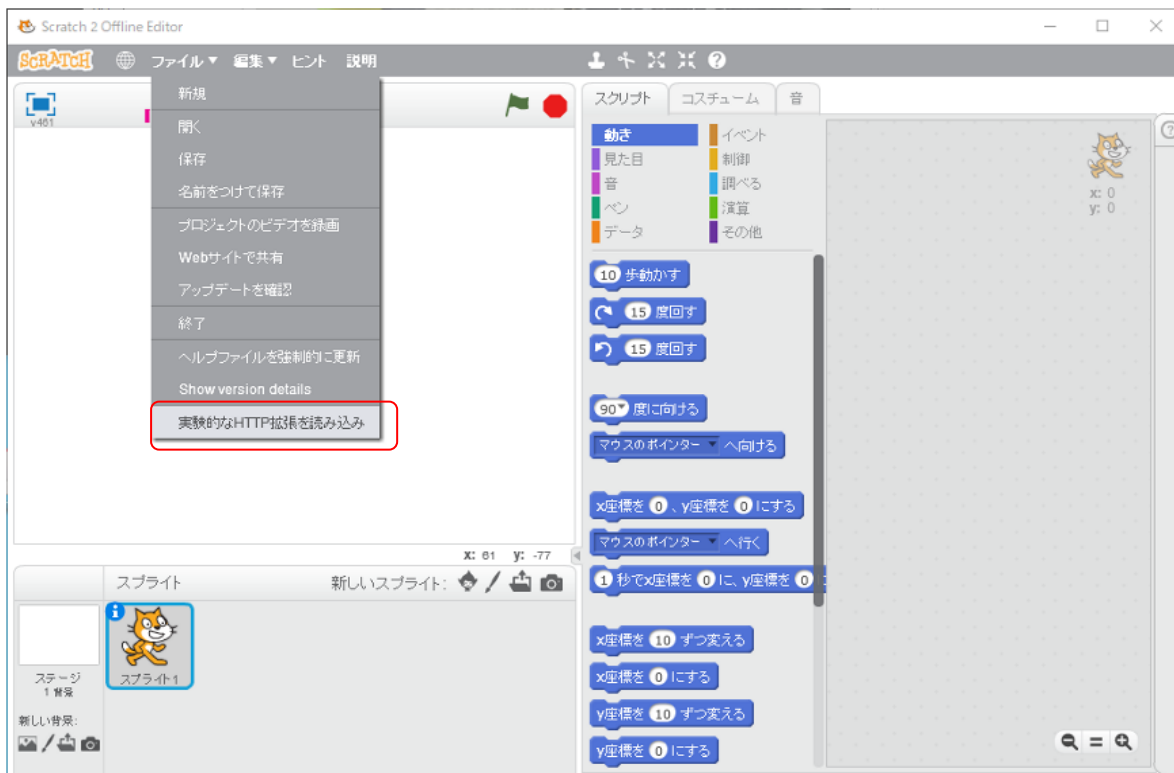 Scratch 2 Offline Editor
SCRATCH ファイル▼ 編集▼ ヒント 説明
新規
開く
保存
名前をつけて保存
プロジェクトのビデオを録画
Webサイトで共有
アップデートを確認
終了
ヘルプファイルを強制的に更新
Show version details
実験的なHTTP拡張を読み込み
v461
x: 61 y: -77
スプライト 新しいスプライト:
ステージ
1 背景
スプライト1
新しい背景:
スクリプト コスチューム 音
動き イベント
見た目 制御
音 調べる
ペン 演算
データ その他
10 歩動かす
15 度回す
15 度回す
90▼ 度に向ける
マウスのポインター ▼ へ向ける
x座標を 0 、y座標を 0 にする
マウスのポインター ▼ へ行く
1 秒でx座標を 0 に、y座標を 0 に
x座標を 10 ずつ変える
x座標を 0 にする
y座標を 10 ずつ変える
y座標を 0 にする
x: 0
y: 0